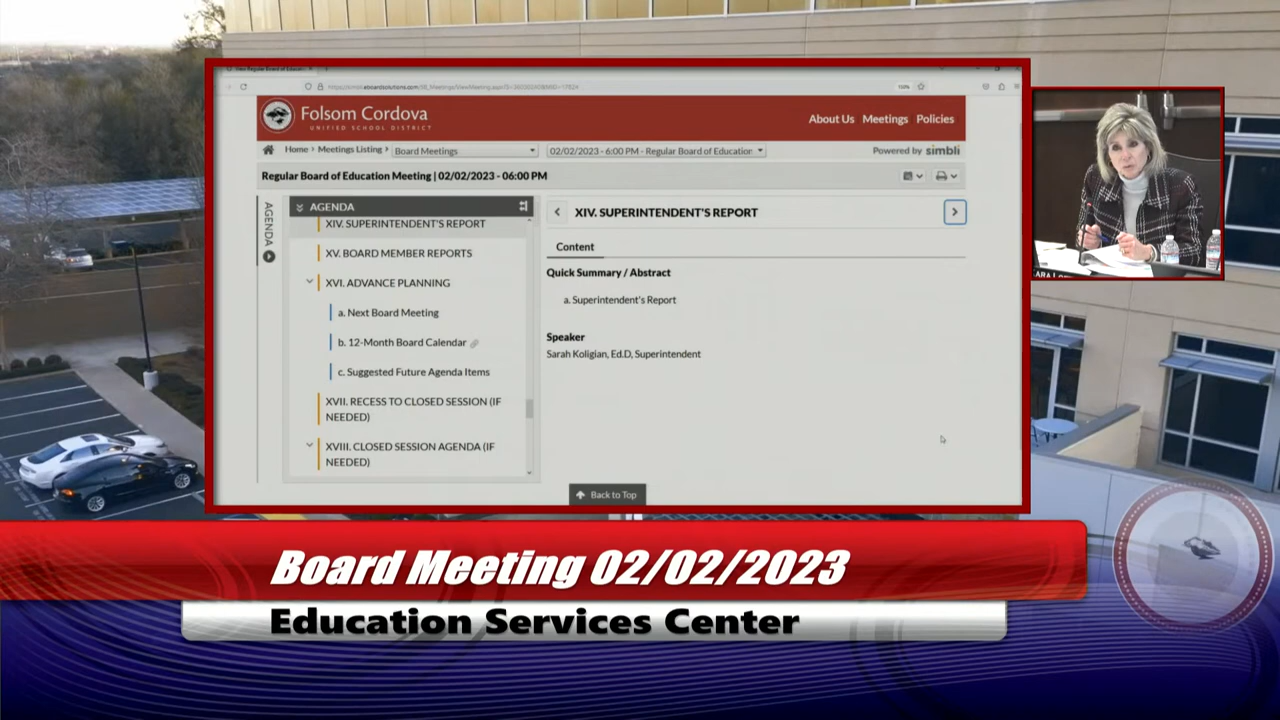 Folsom Cordova
UNIFIED SCHOOL DISTRICT
About Us Meetings Policies
Home › Meetings Listing › Board Meetings
02/02/2023 - 6:00 PM - Regular Board of Education
Powered by simbli
Regular Board of Education Meeting | 02/02/2023 - 06:00 PM
AGENDA
AGENDA
XIV. SUPERINTENDENT'S REPORT
XV. BOARD MEMBER REPORTS
XVI. ADVANCE PLANNING
a. Next Board Meeting
b. 12-Month Board Calendar
c. Suggested Future Agenda Items
XVII. RECESS TO CLOSED SESSION (IF
NEEDED)
XVIII. CLOSED SESSION AGENDA (IF
NEEDED)
XIV. SUPERINTENDENT'S REPORT
Content
Quick Summary / Abstract
a. Superintendent's Report
Speaker
Sarah Koligian, Ed.D, Superintendent
Back to Top
Board Meeting 02/02/2023
Education Services Center